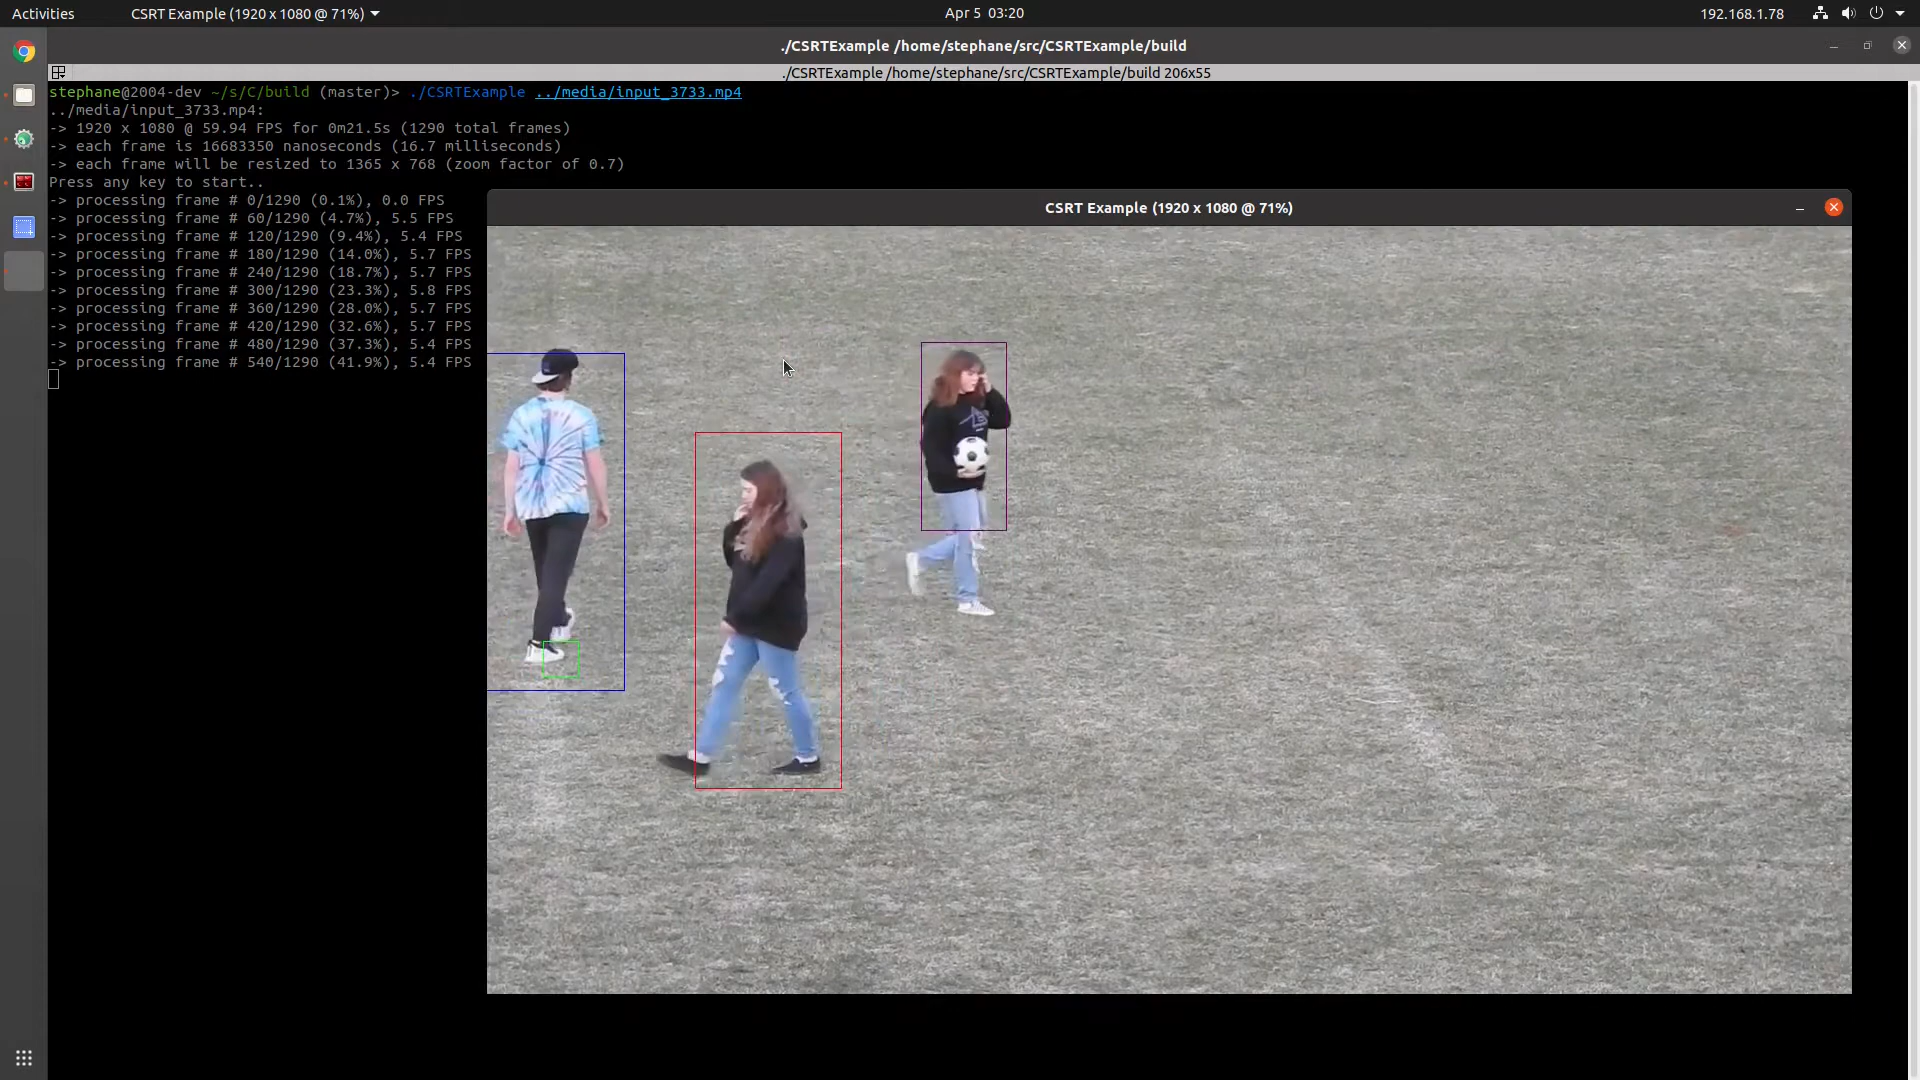 Activities
CSRT Example (1920 x 1080 @ 71%)
Apr 5 03:20
192.168.1.78
./CSRTExample /home/stephane/src/CSRTExample/build
./CSRTExample /home/stephane/src/CSRTExample/build 206x55
stephane@2004-dev ~/s/C/build (master)> ./CSRTExample ../media/input_3733.mp4
../media/input_3733.mp4:
-> 1920 x 1080 @ 59.94 FPS for 0m21.5s (1290 total frames)
-> each frame is 16683350 nanoseconds (16.7 milliseconds)
-> each frame will be resized to 1365 x 768 (zoom factor of 0.7)
Press any key to start..
-> processing frame # 0/1290 (0.1%), 0.0 FPS
-> processing frame # 60/1290 (4.7%), 5.5 FPS
-> processing frame # 120/1290 (9.4%), 5.4 FPS
-> processing frame # 180/1290 (14.0%), 5.7 FPS
-> processing frame # 240/1290 (18.7%), 5.7 FPS
-> processing frame # 300/1290 (23.3%), 5.8 FPS
-> processing frame # 360/1290 (28.0%), 5.7 FPS
-> processing frame # 420/1290 (32.6%), 5.7 FPS
-> processing frame # 480/1290 (37.3%), 5.4 FPS
-> processing frame # 540/1290 (41.9%), 5.4 FPS
CSRT Example (1920 x 1080 @ 71%)